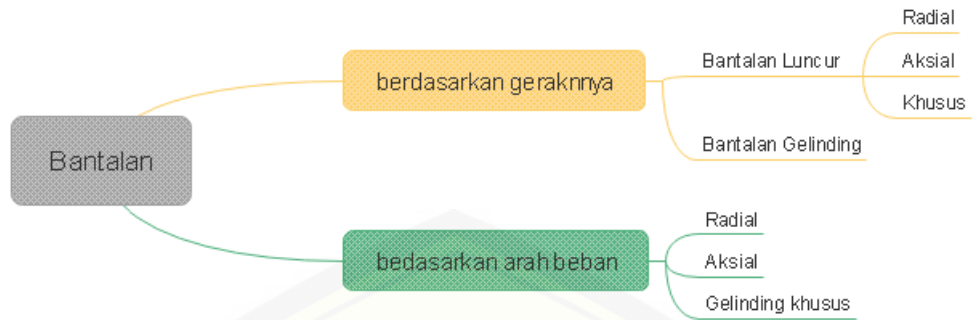 Bantalan
berdasarkan geraknnya
Bantalan Luncur
Radial
Aksial
Khusus
Bantalan Gelinding
bedasarkan arah beban
Radial
Aksial
Gelinding khusus